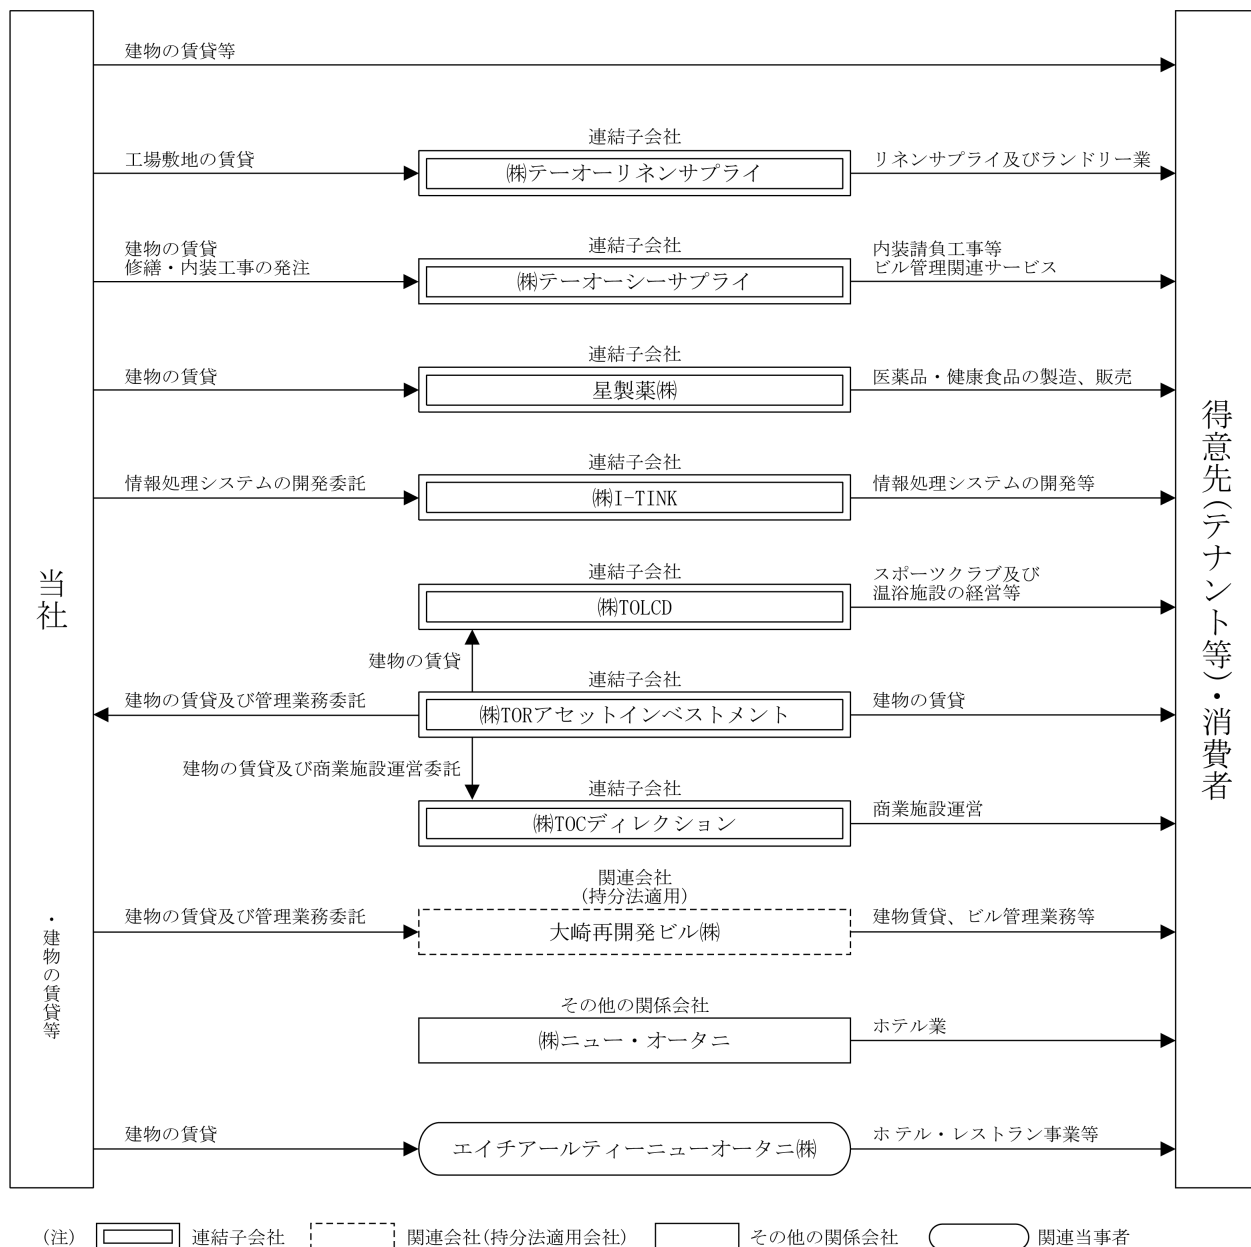 建物の賃貸等
連結子会社
工場敷地の賃貸
㈱テーオーリネンサプライ
リネンサプライ及びランドリー業
連結子会社
建物の賃貸
修繕・内装工事の発注
㈱テーオーシーサプライ
内装請負工事等
ビル管理関連サービス
連結子会社
建物の賃貸
星製薬㈱
医薬品・健康食品の製造、販売
連結子会社
情報処理システムの開発委託
㈱I-TINK
情報処理システムの開発等
連結子会社
㈱TOLCD
スポーツクラブ及び
温浴施設の経営等
建物の賃貸
連結子会社
建物の賃貸及び管理業務委託
㈱TORアセットインベストメント
建物の賃貸
建物の賃貸及び商業施設運営委託
連結子会社
㈱TOCディレクション
商業施設運営
関連会社
(持分法適用)
建物の賃貸及び管理業務委託
大崎再開発ビル㈱
建物賃貸、ビル管理業務等
その他の関係会社
㈱ニュー・オータニ
ホテル業
建物の賃貸
エイチアールティーニューオータニ㈱
ホテル・レストラン事業等
当社
・建物の賃貸等
得意先(テナント等)・消費者
(注) 連結子会社 関連会社(持分法適用会社) その他の関係会社 関連当事者